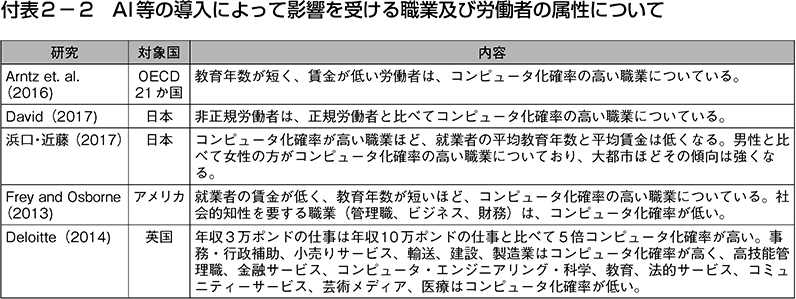 付表2-2 AI等の導入によって影響を受ける職業及び労働者の属性について
研究 対象国 内容
Arntz et. al. (2016) OECD 21か国 教育年数が短く、賃金が低い労働者は、コンピュータ化確率の高い職業についている。
David(2017) 日本 非正規労働者は、正規労働者と比べてコンピュータ化確率の高い職業についている。
浜口・近藤(2017) 日本 コンピュータ化確率が高い職業ほど、就業者の平均教育年数と平均賃金は低くなる。男性と比
べて女性の方がコンピュータ化確率の高い職業についており、大都市ほどその傾向は強くな
る。
Frey and Osborne (2013) アメリカ 就業者の賃金が低く、教育年数が短いほど、コンピュータ化確率の高い職業についている。社
会的知性を要する職業(管理職、ビジネス、財務)は、コンピュータ化確率が低い。
Deloitte(2014) 英国 年収3万ポンドの仕事は年収10万ポンドの仕事と比べて5倍コンピュータ化確率が高い。事
務・行政補助、小売りサービス、輸送、建設、製造業はコンピュータ化確率が高く、高技能管
理職、金融サービス、コンピュータ・エンジニアリング・科学、教育、法的サービス、コミュ
ニティーサービス、芸術メディア、医療はコンピュータ化確率が低い。